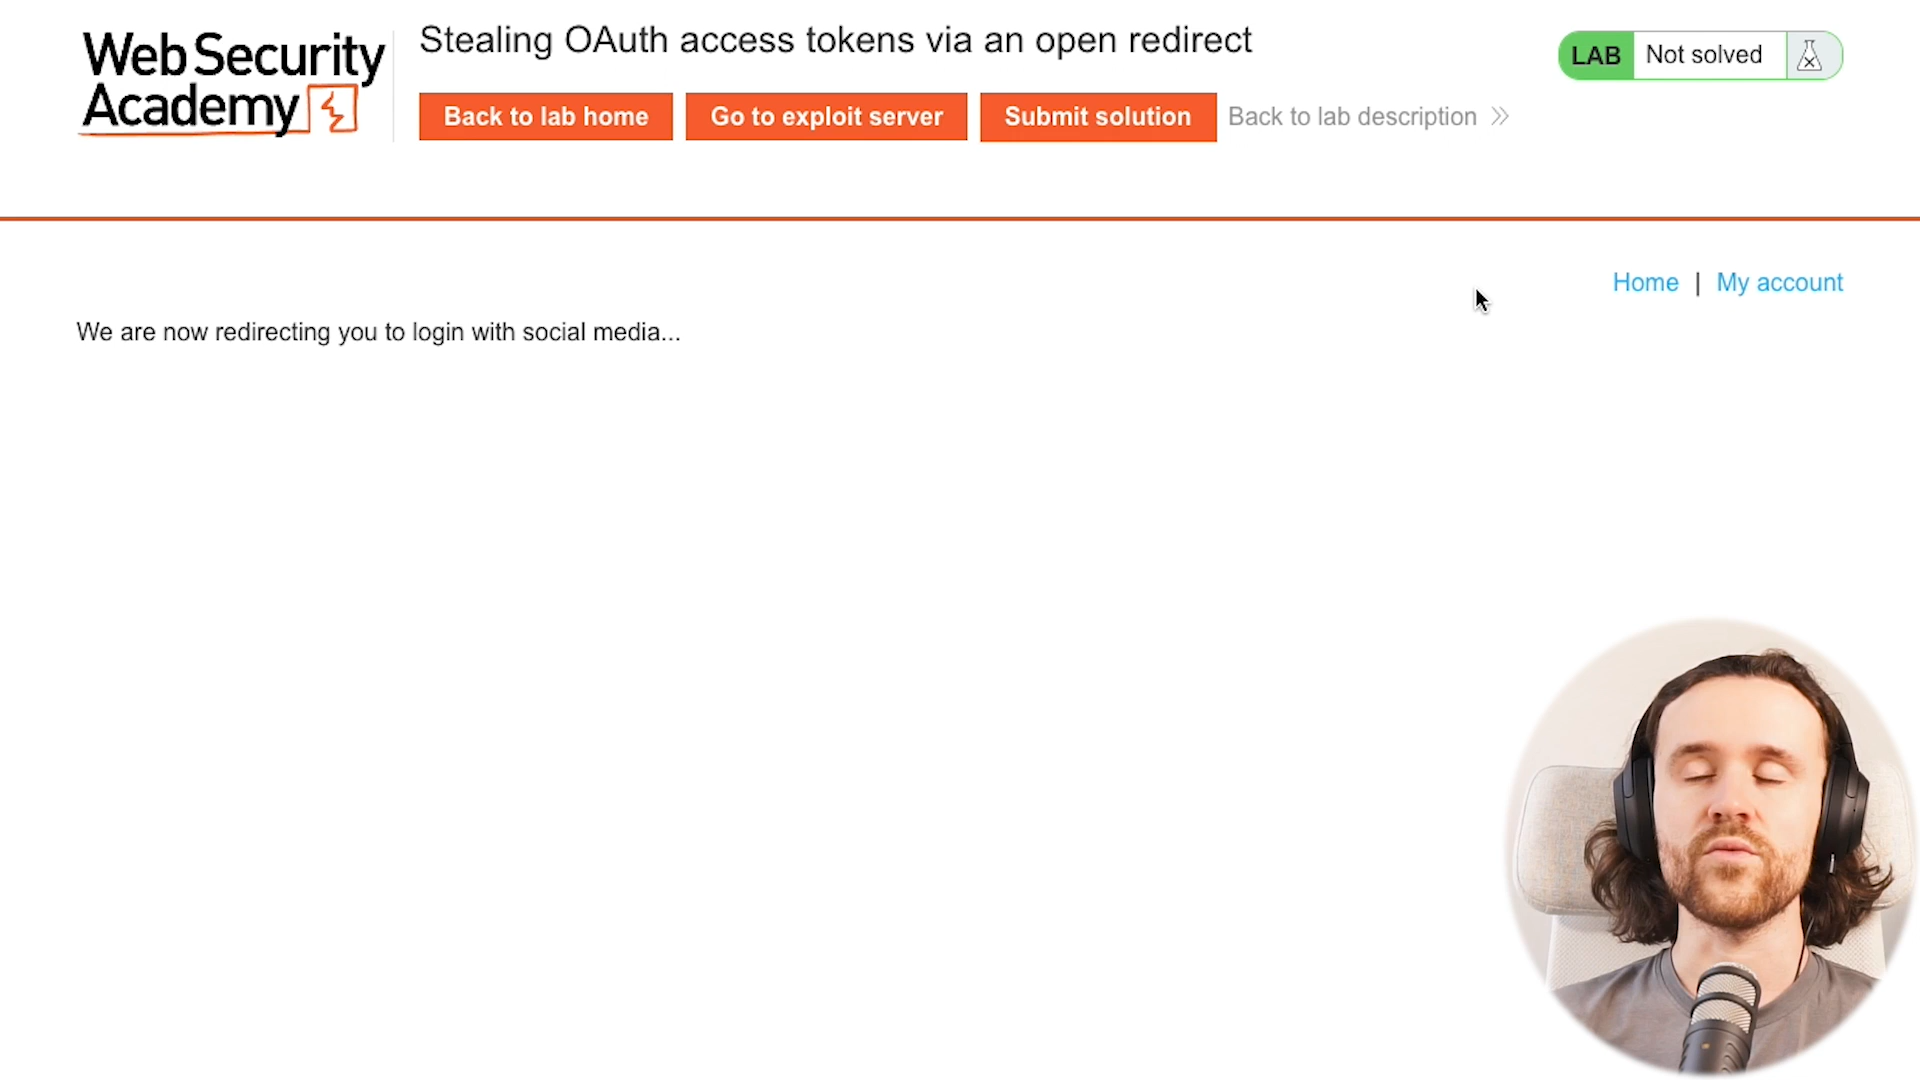 Web Security
Academy
Stealing OAuth access tokens via an open redirect
Back to lab home
Go to exploit server
Submit solution
Back to lab description
LAB
Not solved
Home | My account
We are now redirecting you to login with social media...